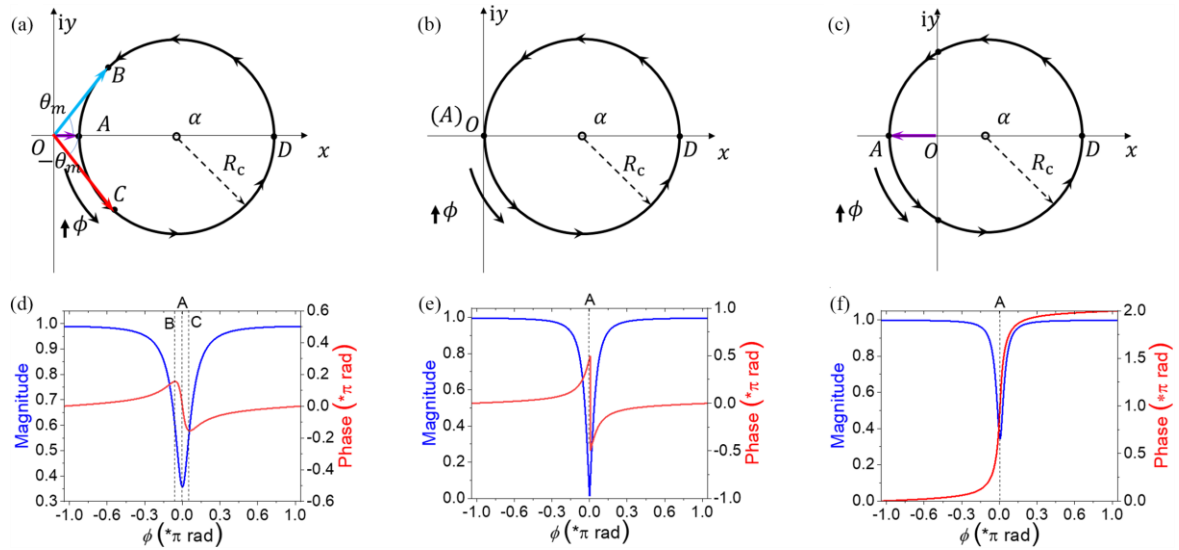 (a)
iy
B
θm
A
α
O
D
x
−θm
Rc
C
ϕ
(b)
iy
(A)
O
α
D
x
Rc
ϕ
(c)
iy
α
A
O
D
x
Rc
ϕ
(d)
A
B
C
1.0
0.9
0.8
0.7
0.6
0.5
0.4
0.3
Magnitude
0.6
0.4
0.2
0.0
-0.2
-0.4
-0.6
Phase (*π rad)
-1.0 -0.6 -0.3 0.0 0.3 0.6 1.0
ϕ (*π rad)
(e)
A
1.0
0.8
0.6
0.4
0.2
0.0
Magnitude
1.0
0.5
0.0
-0.5
-1.0
Phase (*π rad)
-1.0 -0.6 -0.3 0.0 0.3 0.6 1.0
ϕ (*π rad)
(f)
A
1.0
0.8
0.6
0.4
0.2
0.0
Magnitude
2.0
1.5
1.0
0.5
0.0
Phase (*π rad)
-1.0 -0.6 -0.3 0.0 0.3 0.6 1.0
ϕ (*π rad)